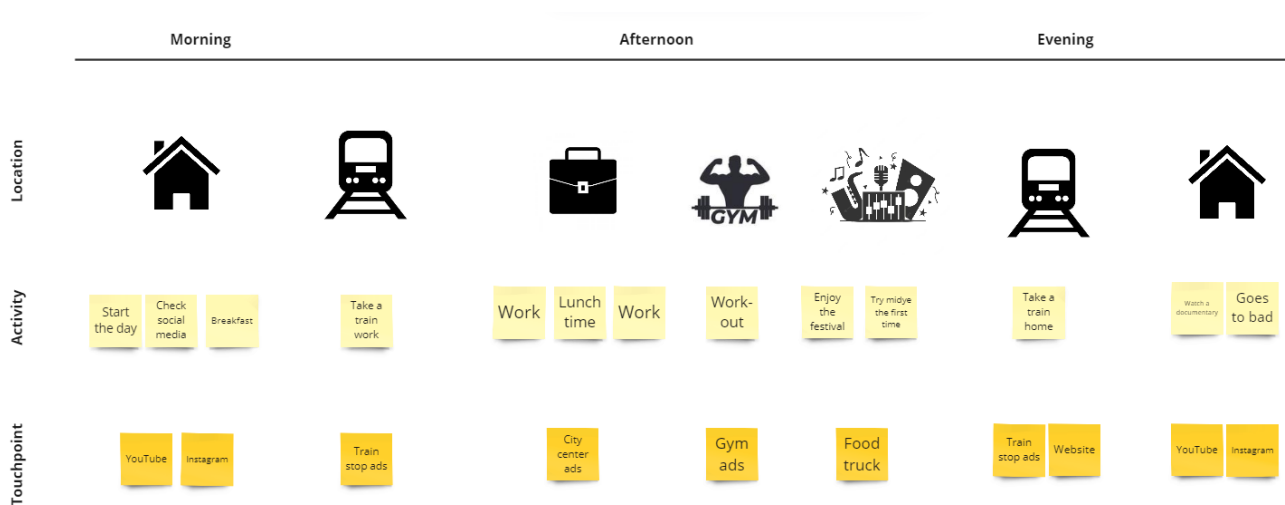 Morning
Afternoon
Evening
Location
GYM
Activity
Start
the day
Check
social
media
Breakfast
Take a
train
work
Work
Lunch
time
Work
Work-
out
Enjoy
the
festival
Try midye
the first
time
Take a
train
home
Watch a
documentary
Goes
to bad
Touchpoint
YouTube
Instagram
Train
stop ads
City
center
ads
Gym
ads
Food
truck
Train
stop ads
Website
YouTube
Instagram